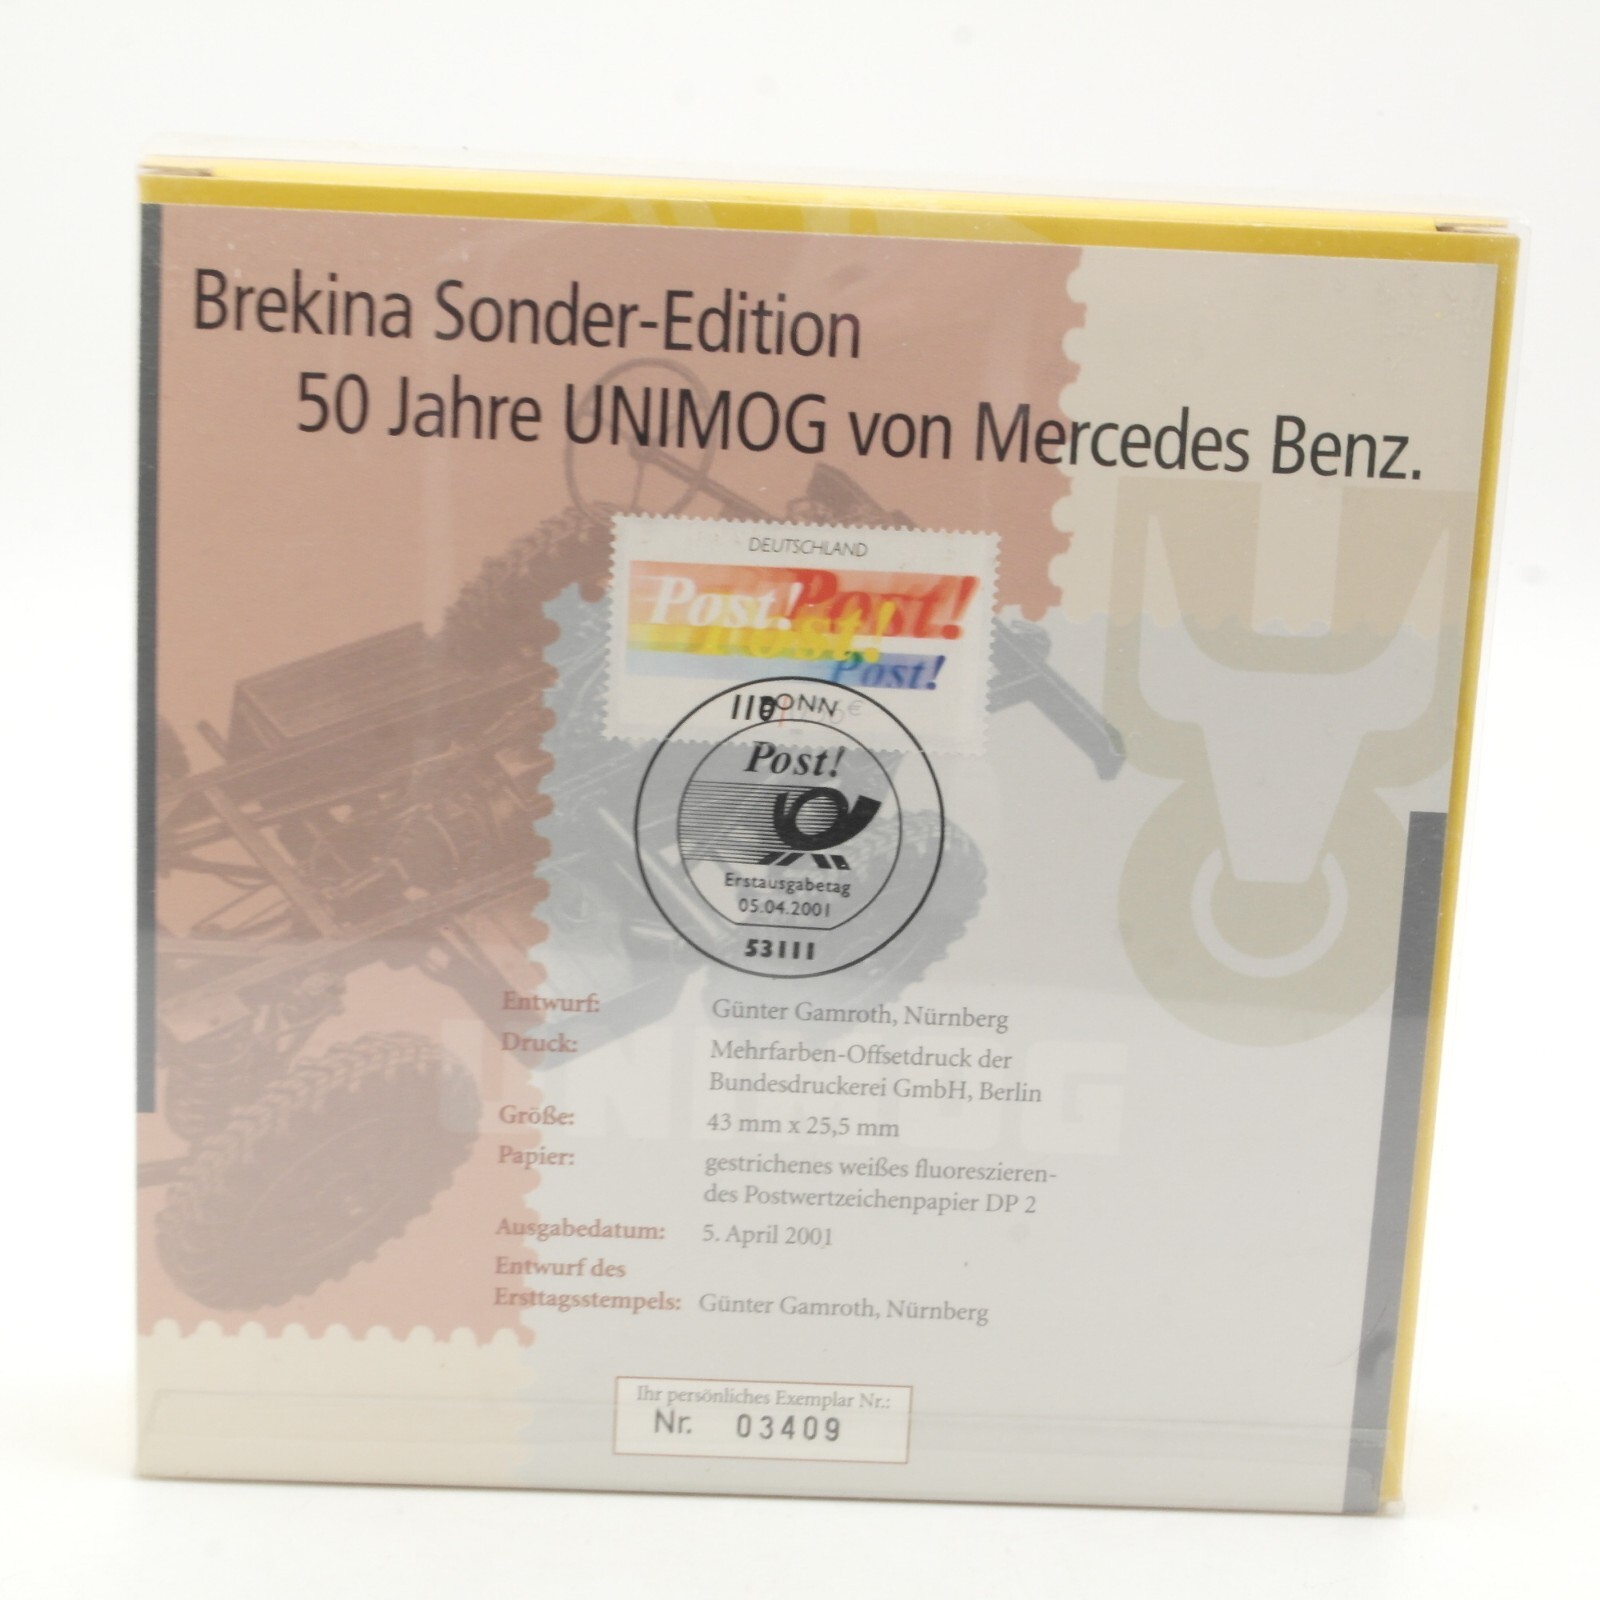 Brekina Sonder-Edition
50 Jahre UNIMOG von Mercedes Benz.
DEUTSCHLAND
Post! Post!
Post!
Post!
BONN
Post!
Erstausgabetag
05.04.2001
53111
Entwurf: Günter Gamroth, Nürnberg
Druck: Mehrfarben-Offsetdruck der
Bundesdruckerei GmbH, Berlin
Größe: 43 mm x 25,5 mm
Papier: gestrichenes weißes fluoreszieren-
des Postwertzeichenpapier DP 2
Ausgabedatum: 5. April 2001
Entwurf des
Ersttagsstempels: Günter Gamroth, Nürnberg
Ihr persönliches Exemplar Nr.:
Nr. 03409